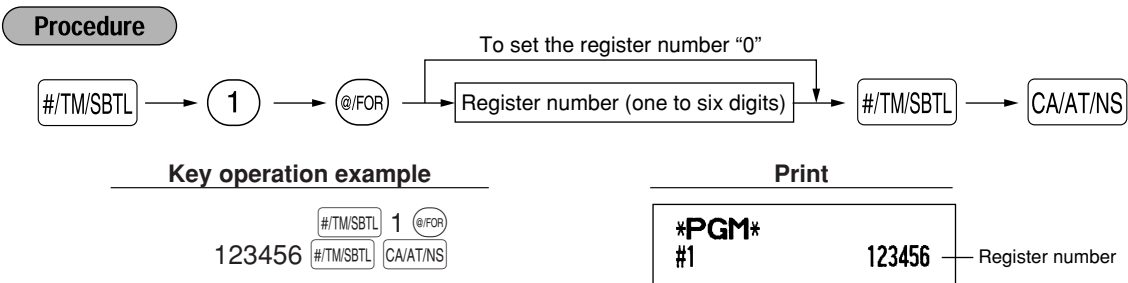 Procedure
To set the register number “0”
#/TM/SBTL 1 @/FOR Register number (one to six digits) #/TM/SBTL CA/AT/NS
Key operation example
#/TM/SBTL 1 @/FOR
123456 #/TM/SBTL CA/AT/NS
Print
*PGM*
#1 123456 Register number